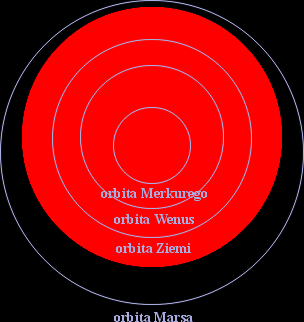 orbita Merkurego
orbita Wenus
orbita Ziemi
orbita Marsa